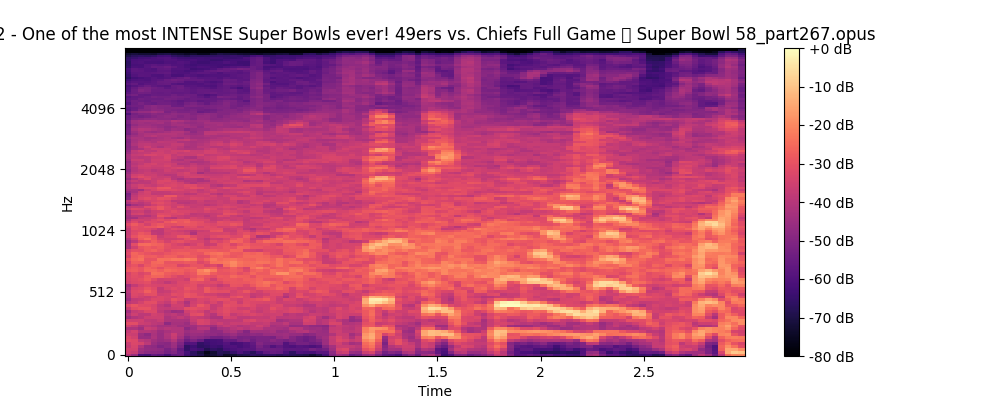 2 - One of the most INTENSE Super Bowls ever! 49ers vs. Chiefs Full Game ▯ Super Bowl 58_part267.opus
+0 dB
4096
-10 dB
-20 dB
2048
-30 dB
Hz
1024
-40 dB
-50 dB
512
-60 dB
-70 dB
0
-80 dB
0
0.5
1
1.5
2
2.5
Time